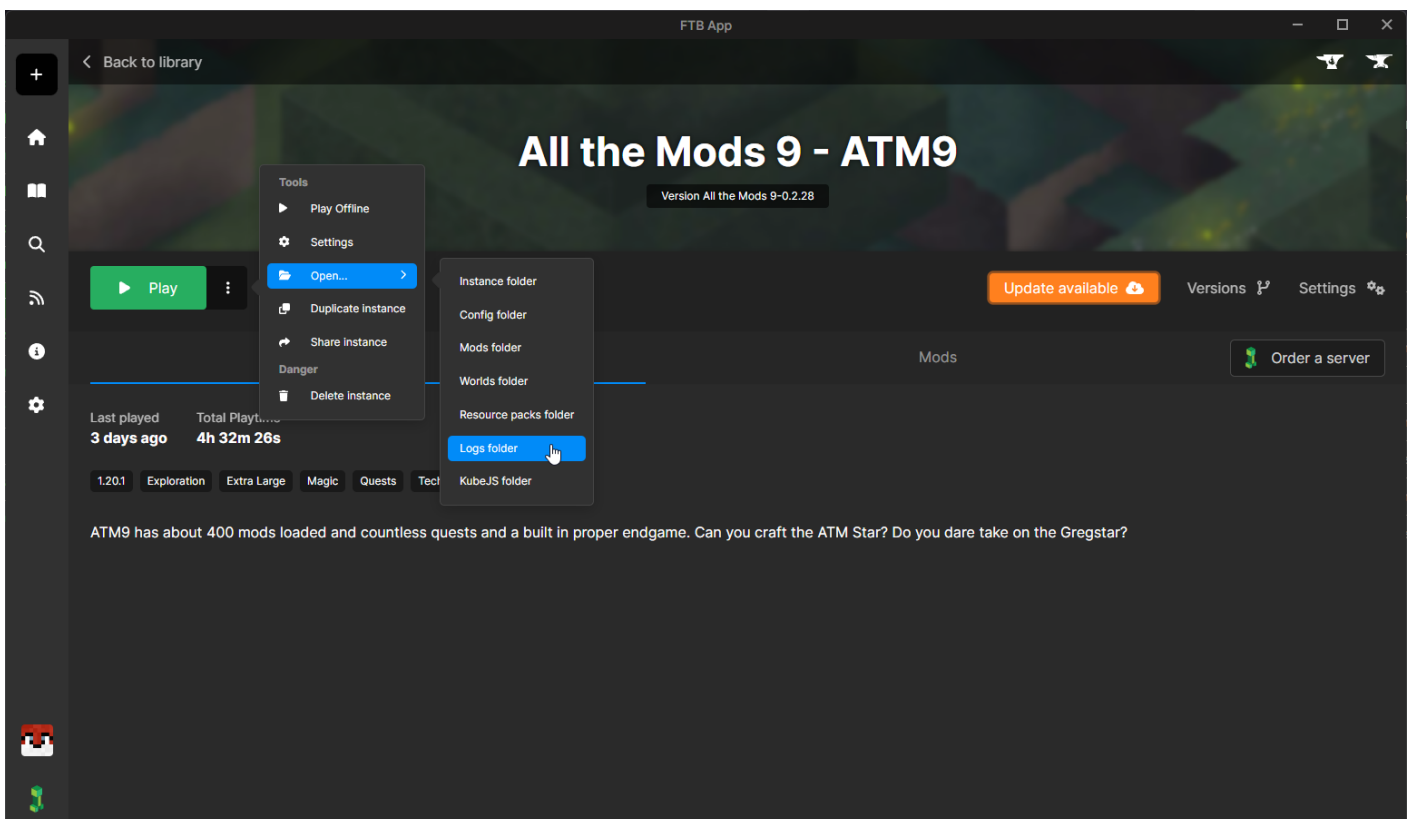 FTB App
Back to library
All the Mods 9 - ATM9
Version All the Mods 9-0.2.28
Tools
Play Offline
Settings
Open...
Duplicate instance
Share instance
Danger
Delete instance
Instance folder
Config folder
Mods folder
Worlds folder
Resource packs folder
Logs folder
KubeJS folder
Play
Update available
Versions
Settings
Mods
Order a server
Last played
Total
3 days ago
4h 32m 26s
1.20.1 Exploration Extra Large Magic Quests
ATM9 has about 400 mods loaded and countless quests and a built in proper endgame. Can you craft the ATM Star? Do you dare take on the Gregstar?